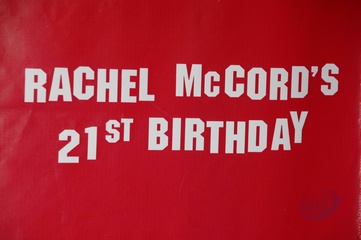 RACHEL McCORD'S
21ST BIRTHDAY